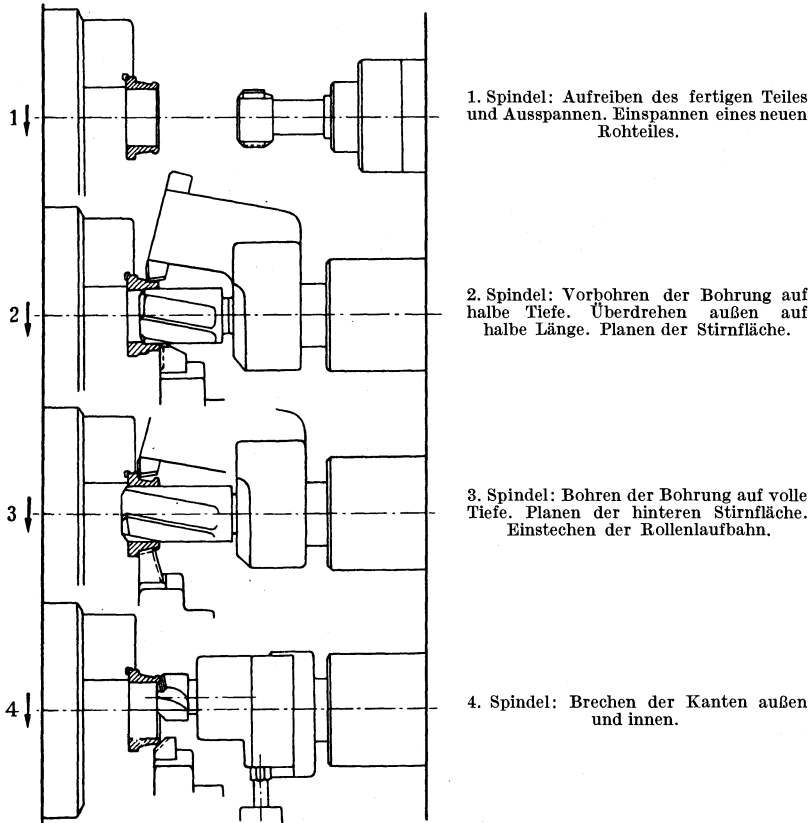 1. Spindel: Aufreiben des fertigen Teiles
und Ausspannen. Einspannen eines neuen
Rohteiles.
1
2. Spindel: Vorbohren der Bohrung auf
halbe Tiefe. Überdrehen außen auf
halbe Länge. Planen der Stirnfläche.
2
3. Spindel: Bohren der Bohrung auf volle
Tiefe. Planen der hinteren Stirnfläche.
Einstechen der Rollenlaufbahn.
3
4. Spindel: Brechen der Kanten außen
und innen.
4